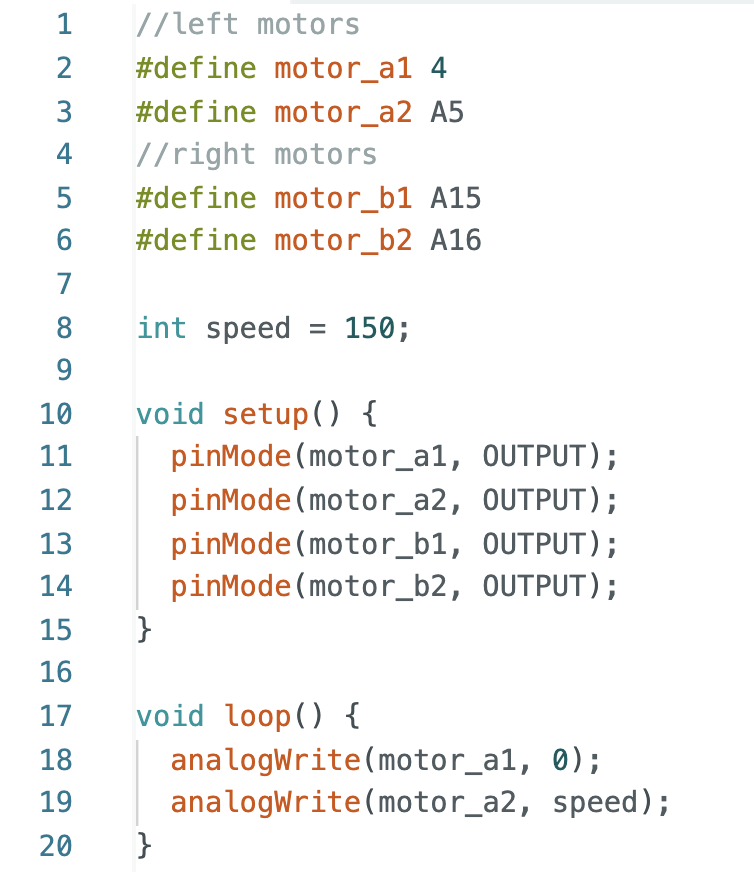 1 //left motors
2 #define motor_a1 4
3 #define motor_a2 A5
4 //right motors
5 #define motor_b1 A15
6 #define motor_b2 A16
7
8 int speed = 150;
9
10 void setup() {
11   pinMode(motor_a1, OUTPUT);
12   pinMode(motor_a2, OUTPUT);
13   pinMode(motor_b1, OUTPUT);
14   pinMode(motor_b2, OUTPUT);
15 }
16
17 void loop() {
18   analogWrite(motor_a1, 0);
19   analogWrite(motor_a2, speed);
20 }